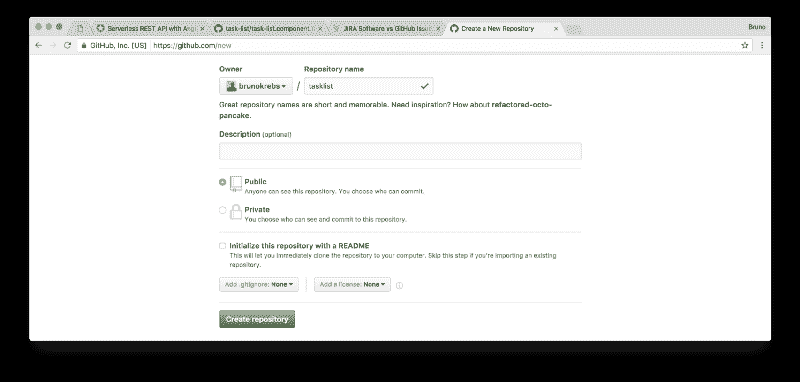 Serverless REST API with Ang
task-list/task-list.component.
JIRA Software vs GitHub Issue
Create a New Repository
Bruno
GitHub, Inc. [US] https://github.com/new
Owner Repository name
brunokrebs / tasklist
Great repository names are short and memorable. Need inspiration? How about refactored-octo-
pancake.
Description (optional)
Public
Anyone can see this repository. You choose who can commit.
Private
You choose who can see and commit to this repository.
Initialize this repository with a README
This will let you immediately clone the repository to your computer. Skip this step if you're importing an existing
repository.
Add .gitignore: None Add a license: None
Create repository